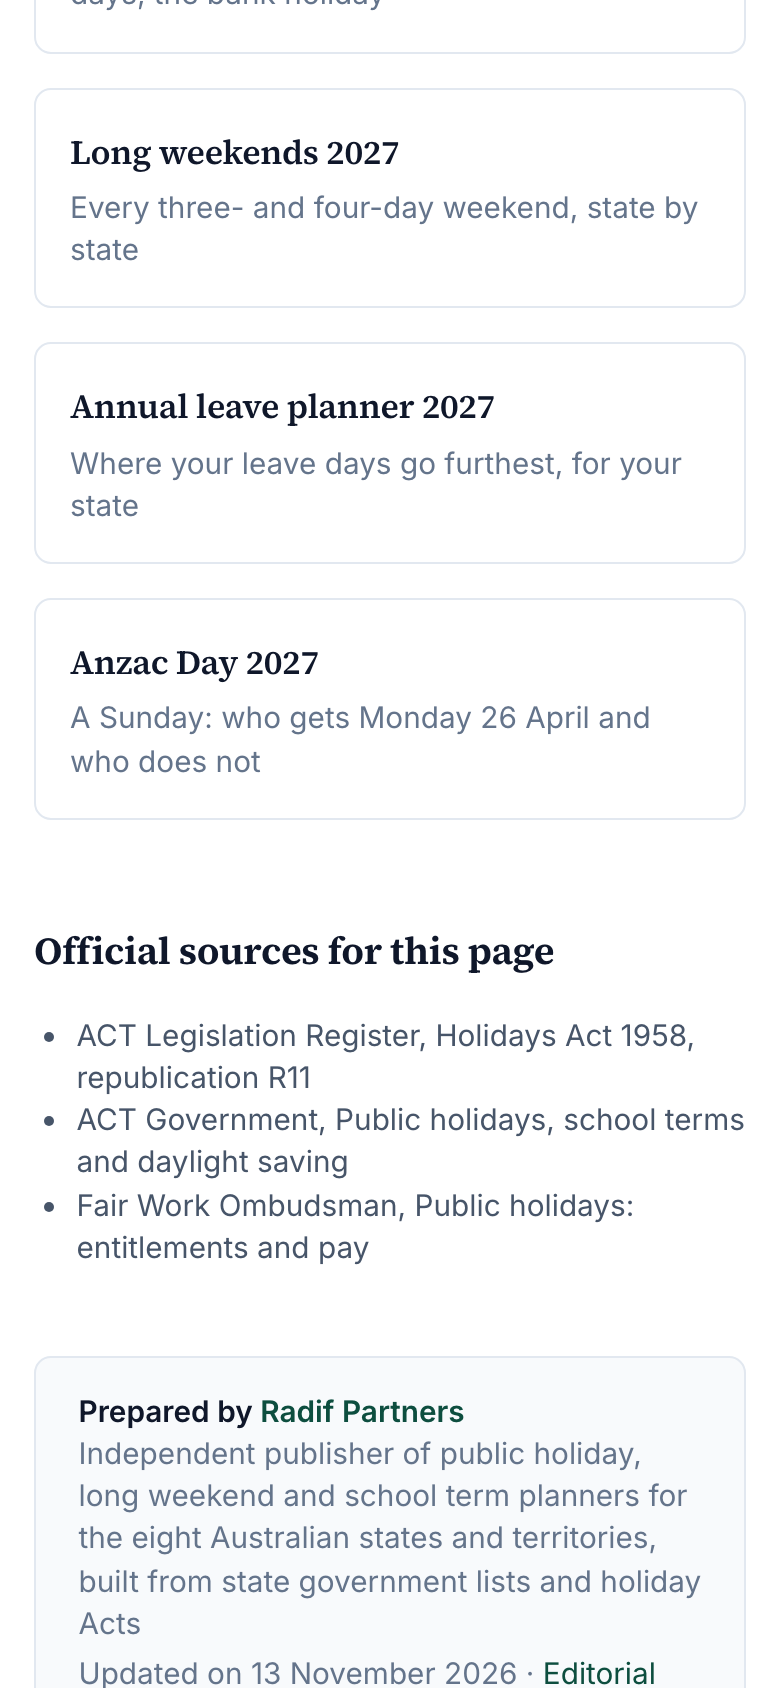 days, the bank holiday
Long weekends 2027
Every three- and four-day weekend, state by
state
Annual leave planner 2027
Where your leave days go furthest, for your
state
Anzac Day 2027
A Sunday: who gets Monday 26 April and
who does not
Official sources for this page
• ACT Legislation Register, Holidays Act 1958,
republication R11
• ACT Government, Public holidays, school terms
and daylight saving
• Fair Work Ombudsman, Public holidays:
entitlements and pay
Prepared by Radif Partners
Independent publisher of public holiday,
long weekend and school term planners for
the eight Australian states and territories,
built from state government lists and holiday
Acts
Updated on 13 November 2026 · Editorial